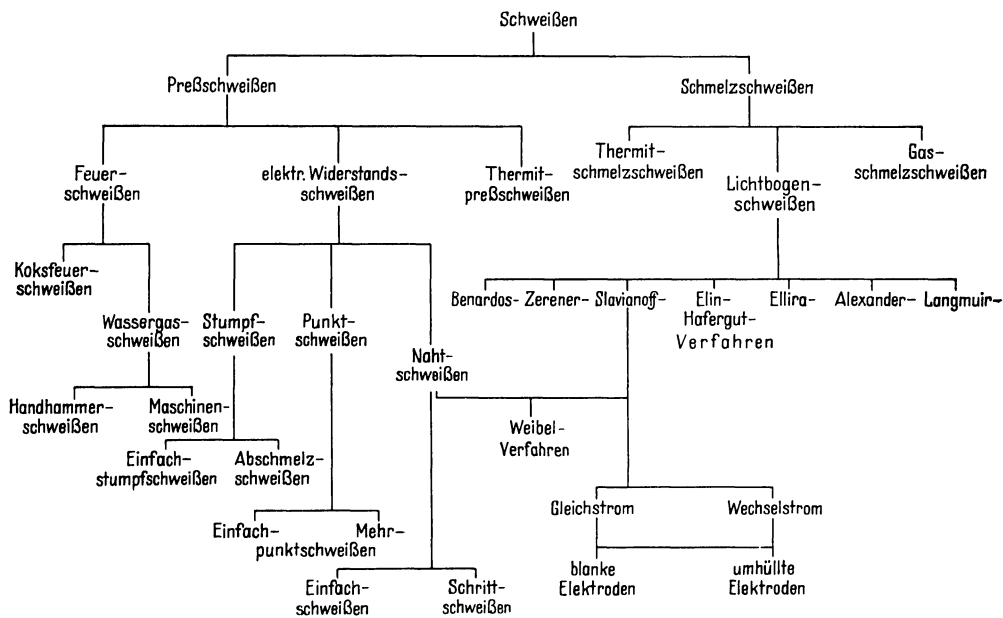 Schweißen
Preßschweißen
Schmelzschweißen
Feuer-
schweißen
elektr. Widerstands-
schweißen
Thermit-
preßschweißen
Thermit-
schmelzschweißen
Lichtbogen-
schweißen
Gas-
schmelzschweißen
Koksfeuer-
schweißen
Wassergas-
schweißen
Stumpf-
schweißen
Punkt-
schweißen
Naht-
schweißen
Benardos- Zerener- Slavianoff- Elin- Ellira- Alexander- Langmuir-
Hafergut-
Verfahren
Handhammer-
schweißen
Maschinen-
schweißen
Weibel-
Verfahren
Einfach-
stumpfschweißen
Abschmelz-
schweißen
Gleichstrom
Wechselstrom
Einfach- Mehr-
punktschweißen
blanke
Elektroden
umhüllte
Elektroden
Einfach-
schweißen
Schritt-
schweißen